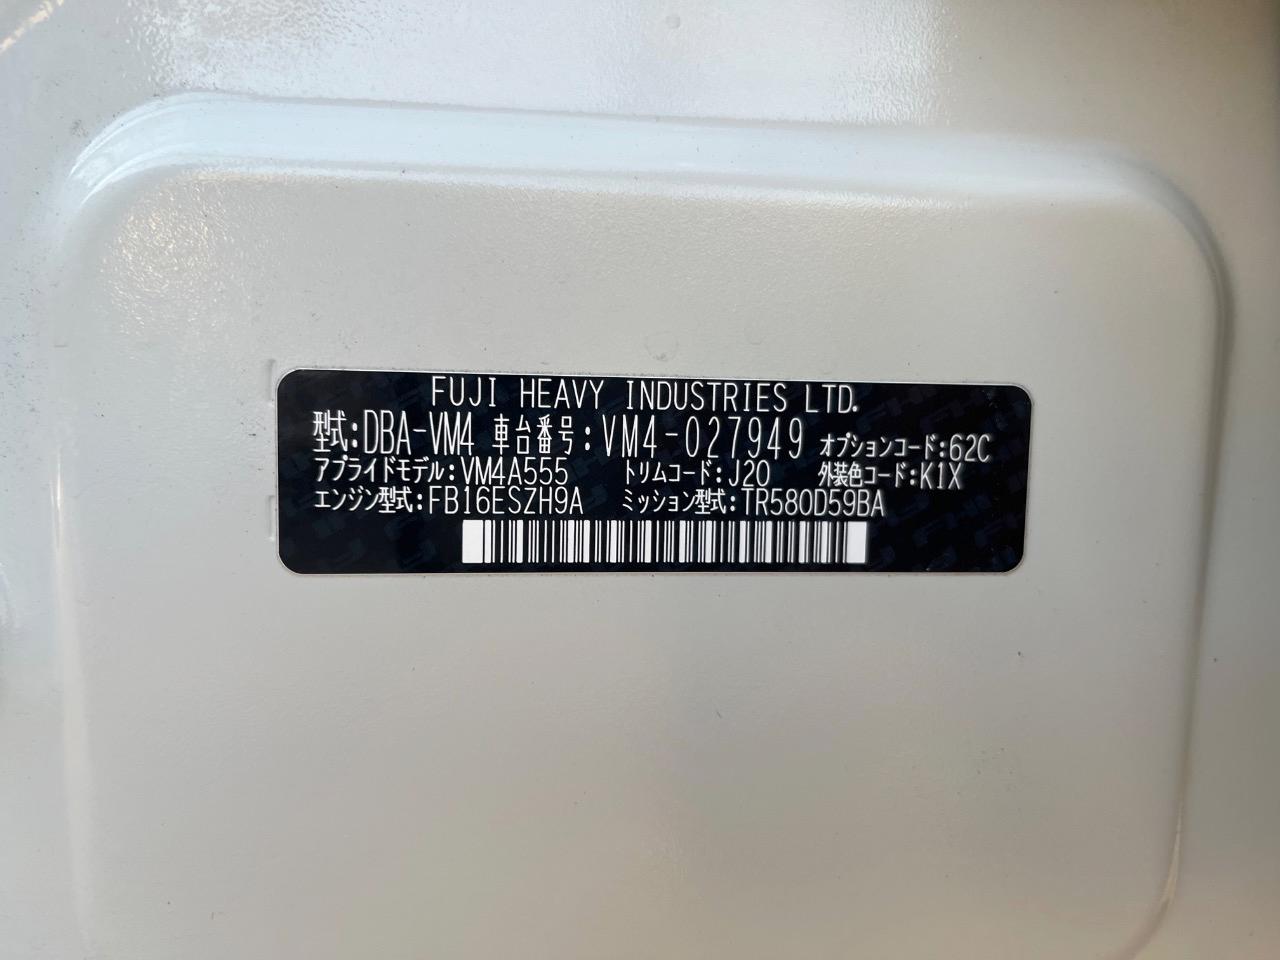 FUJI HEAVY INDUSTRIES LTD.
型式:DBA-VM4 車台番号:VM4-027949 オプションコード:62C
アプライドモデル:VM4A555 トリムコード:J20 外装色コード:K1X
エンジン型式:FB16ESZH9A ミッション型式:TR580D59BA